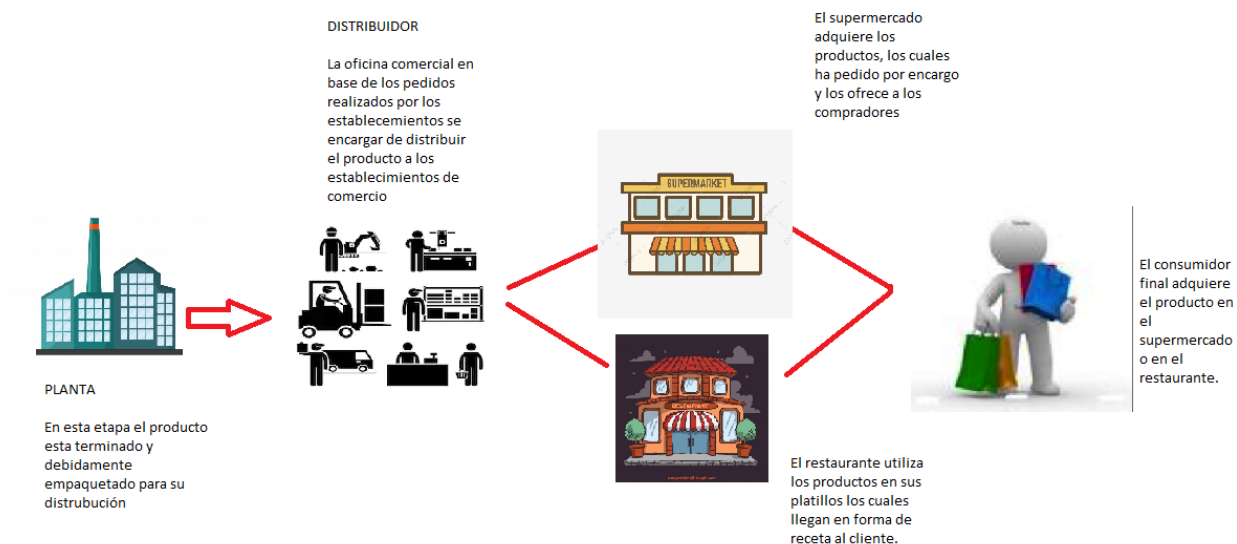 DISTRIBUIDOR
La oficina comercial en
base de los pedidos
realizados por los
establecemientos se
encargar de distribuir
el producto a los
establecimientos de
comercio
El supermercado
adquiere los
productos, los cuales
ha pedido por encargo
y los ofrece a los
compradores
SUPERMARKET
El consumidor
final adquiere
el producto en
el
supermercado
o en el
restaurante.
PLANTA
En esta etapa el producto
esta terminado y
debidamente
empaquetado para su
distrubución
El restaurante utiliza
los productos en sus
platillos los cuales
llegan en forma de
receta al cliente.